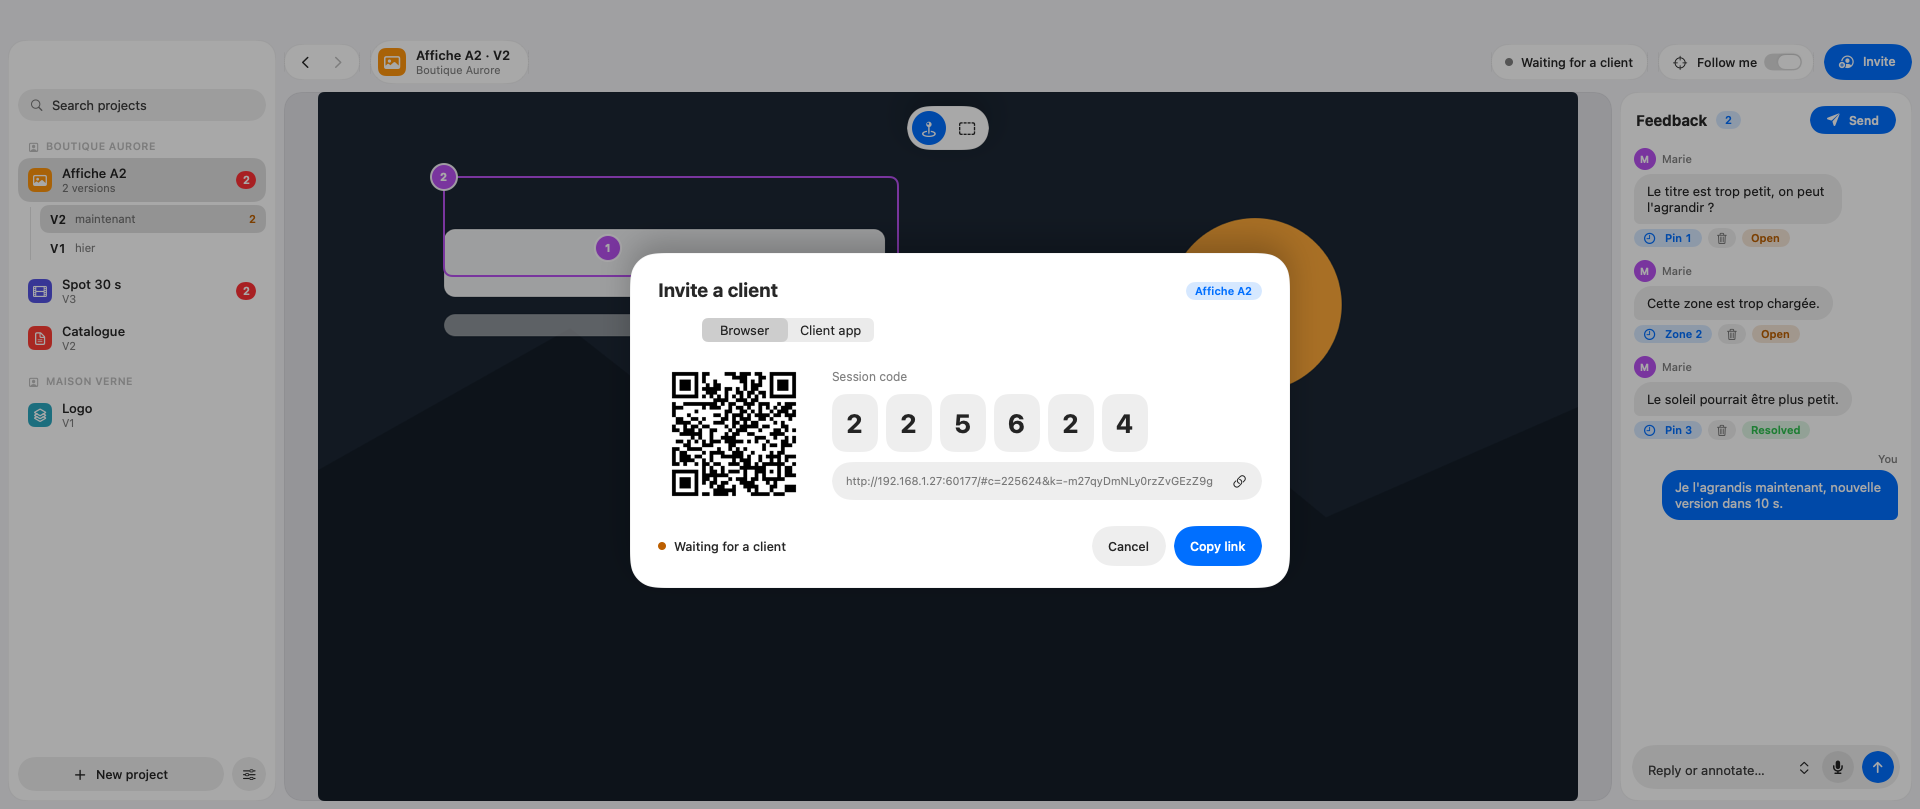 Search projects
BOUTIQUE AURORE
Affiche A2
2 versions
2
V2 maintenant 2
V1 hier
Spot 30 s
V3
2
Catalogue
V2
MAISON VERNE
Logo
V1
New project
Affiche A2 · V2
Boutique Aurore
Waiting for a client
Follow me
Invite
2
1
Invite a client
Affiche A2
Browser
Client app
Session code
2 2 5 6 2 4
http://192.168.1.27:60177/#c=225624&k=-m27qyDmNLy0rzZvGEzZ9g
Waiting for a client
Cancel
Copy link
Feedback 2
Send
M Marie
Le titre est trop petit, on peut
l'agrandir ?
Pin 1
Open
M Marie
Cette zone est trop chargée.
Zone 2
Open
M Marie
Le soleil pourrait être plus petit.
Pin 3
Resolved
You
Je l'agrandis maintenant, nouvelle
version dans 10 s.
Reply or annotate...